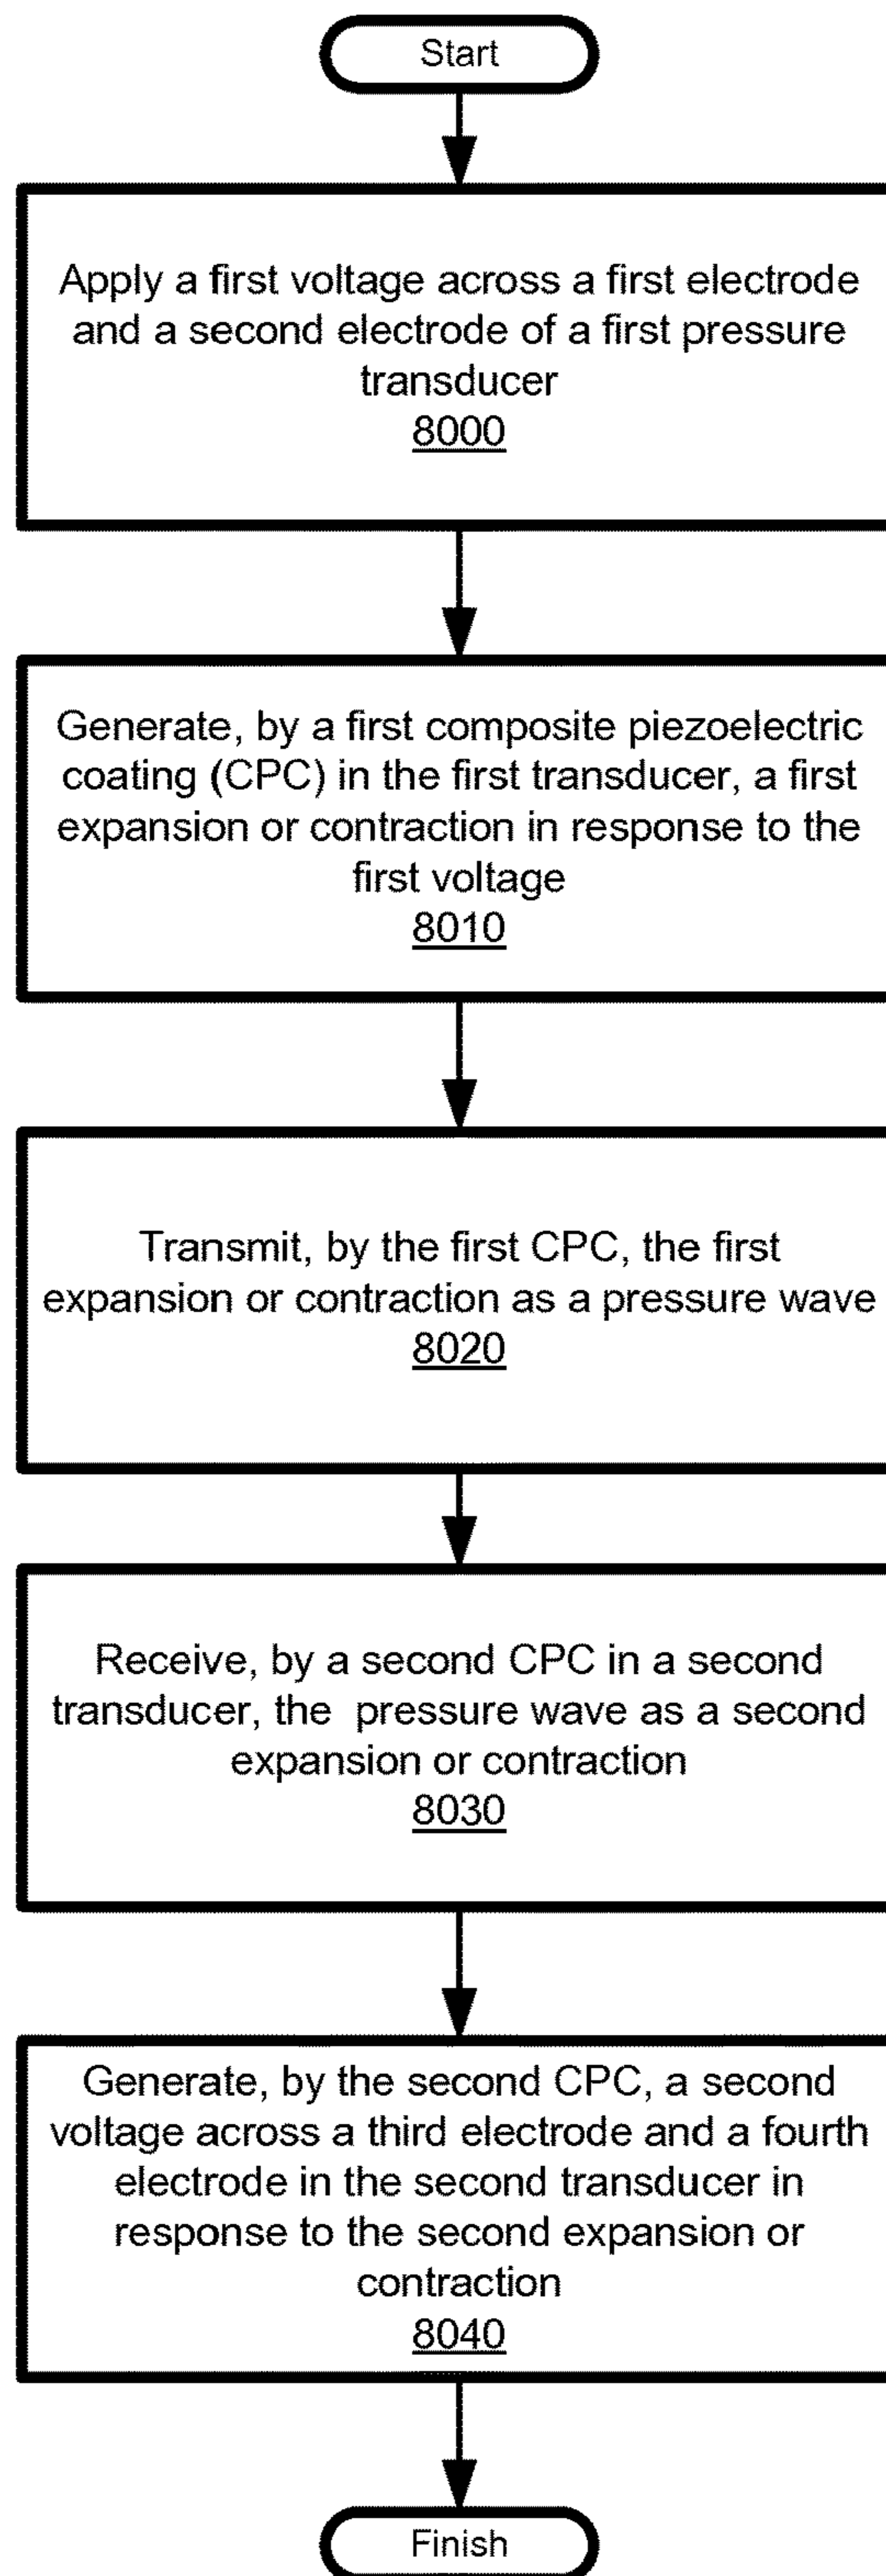 Start
Apply a first voltage across a first electrode
and a second electrode of a first pressure
transducer
8000
Generate, by a first composite piezoelectric
coating (CPC) in the first transducer, a first
expansion or contraction in response to the
first voltage
8010
Transmit, by the first CPC, the first
expansion or contraction as a pressure wave
8020
Receive, by a second CPC in a second
transducer, the  pressure wave as a second
expansion or contraction
8030
Generate, by the second CPC, a second
voltage across a third electrode and a fourth
electrode in the second transducer in
response to the second expansion or
contraction
8040
Finish